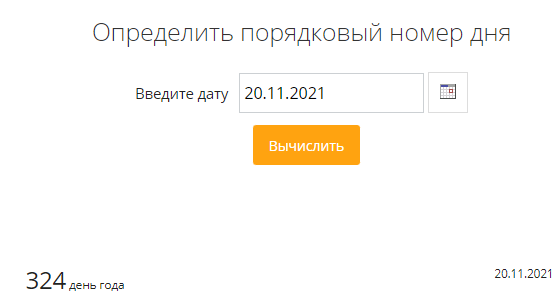 Определить порядковый номер дня
Введите дату 20.11.2021
Вычислить
20.11.2021
324 день года